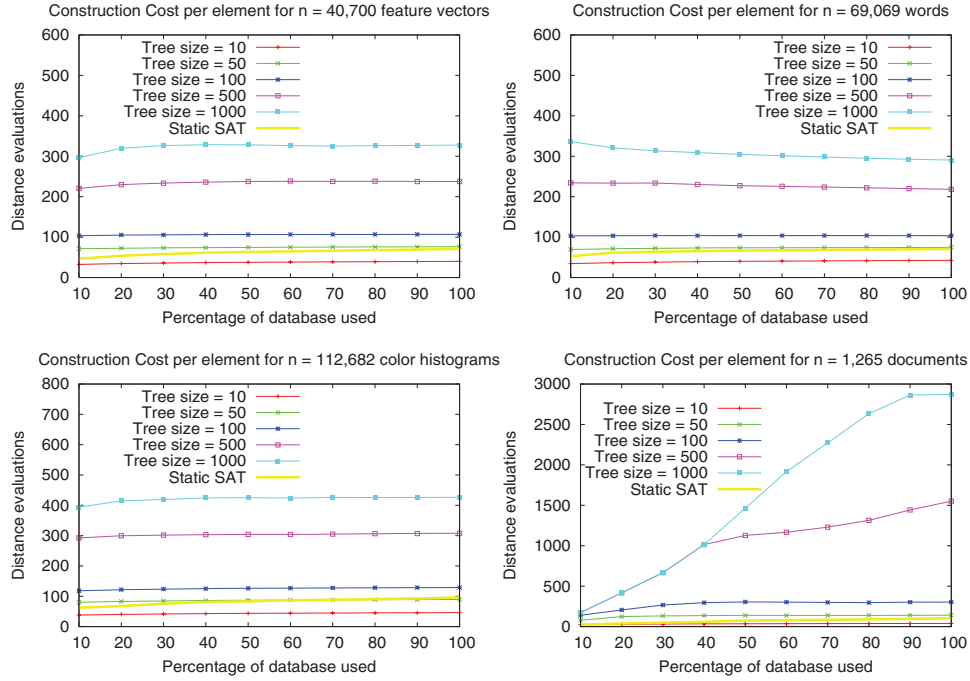 Construction Cost per element for n = 40,700 feature vectors
Distance evaluations
600
500
400
300
200
100
0
Tree size = 10
Tree size = 50
Tree size = 100
Tree size = 500
Tree size = 1000
Static SAT
10 20 30 40 50 60 70 80 90 100
Percentage of database used
Construction Cost per element for n = 69,069 words
Distance evaluations
600
500
400
300
200
100
0
Tree size = 10
Tree size = 50
Tree size = 100
Tree size = 500
Tree size = 1000
Static SAT
10 20 30 40 50 60 70 80 90 100
Percentage of database used
Construction Cost per element for n = 112,682 color histograms
Distance evaluations
800
700
600
500
400
300
200
100
0
Tree size = 10
Tree size = 50
Tree size = 100
Tree size = 500
Tree size = 1000
Static SAT
10 20 30 40 50 60 70 80 90 100
Percentage of database used
Construction Cost per element for n = 1,265 documents
Distance evaluations
3000
2500
2000
1500
1000
500
0
Tree size = 10
Tree size = 50
Tree size = 100
Tree size = 500
Tree size = 1000
Static SAT
10 20 30 40 50 60 70 80 90 100
Percentage of database used